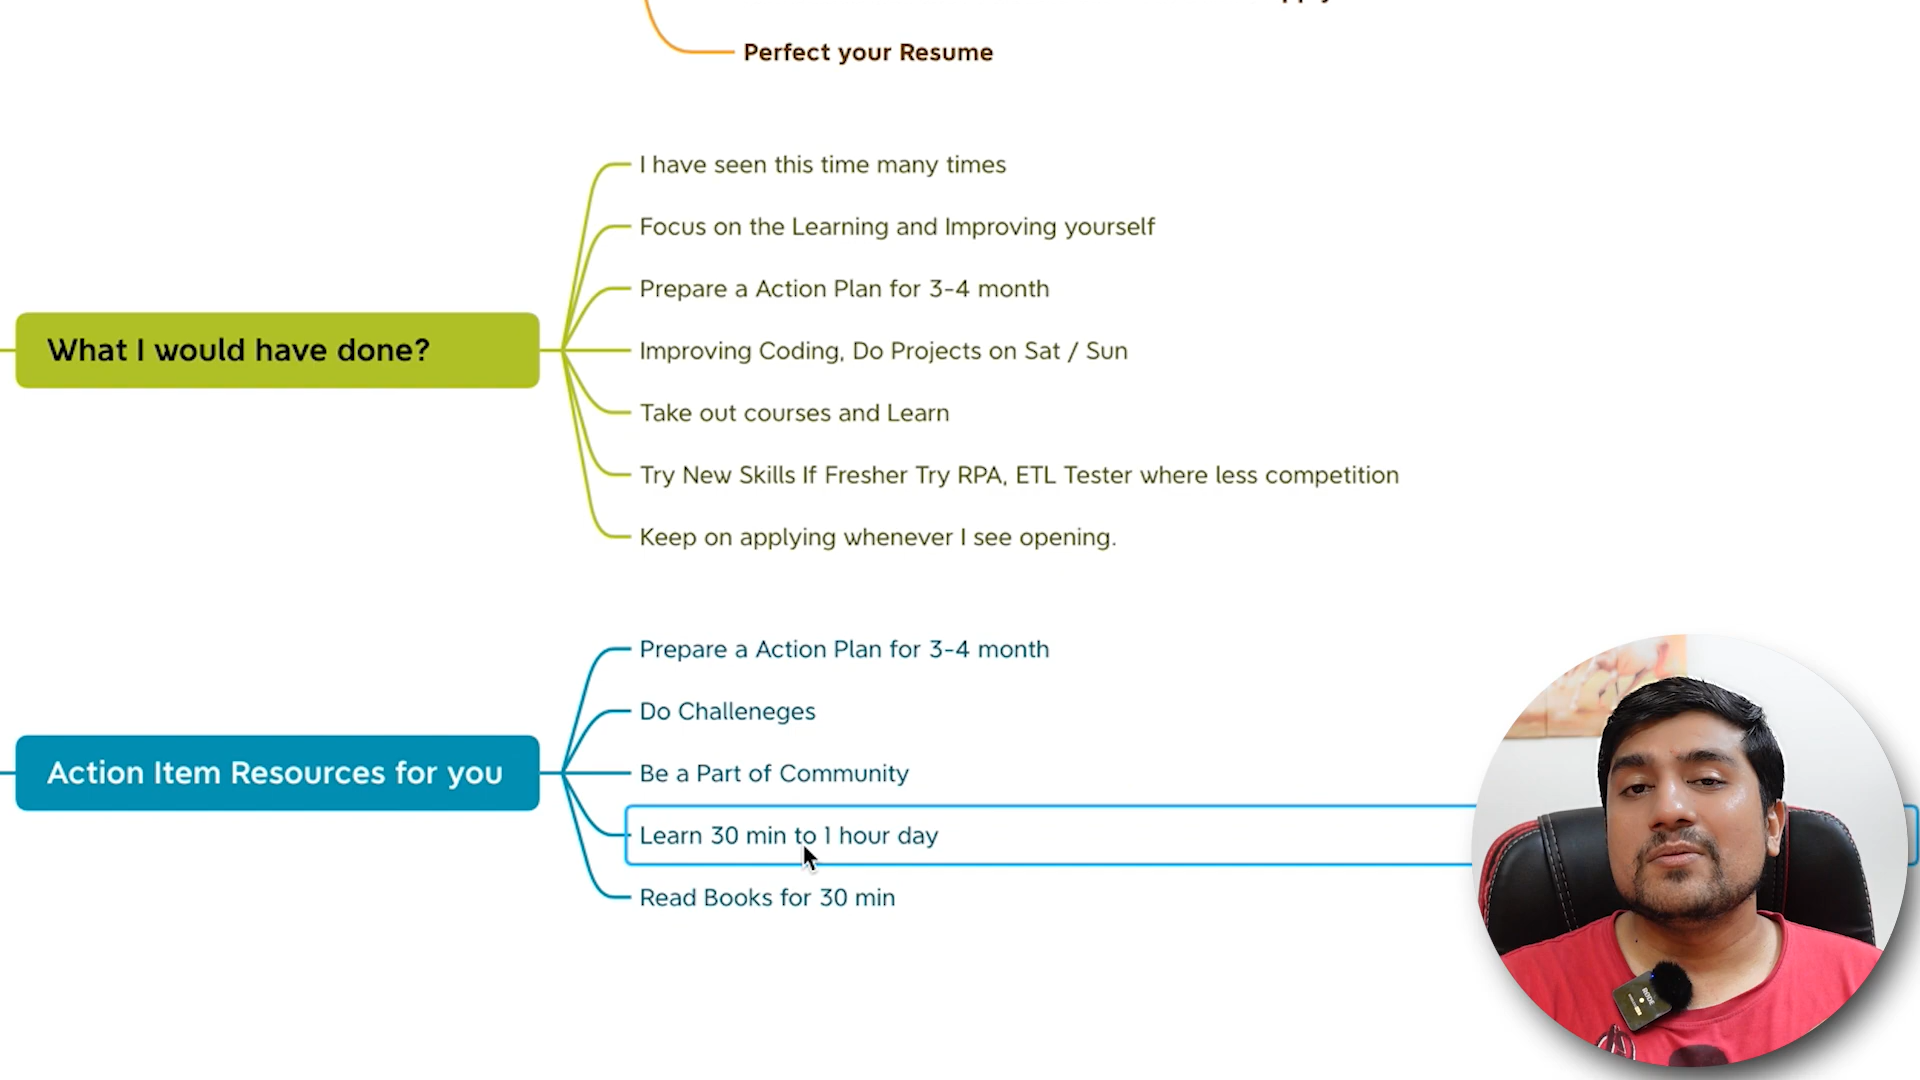 Perfect your Resume
I have seen this time many times
Focus on the Learning and Improving yourself
Prepare a Action Plan for 3-4 month
What I would have done?
Improving Coding, Do Projects on Sat / Sun
Take out courses and Learn
Try New Skills If Fresher Try RPA, ETL Tester where less competition
Keep on applying whenever I see opening.
Prepare a Action Plan for 3-4 month
Do Challeneges
Action Item Resources for you
Be a Part of Community
Learn 30 min to 1 hour day
Read Books for 30 min